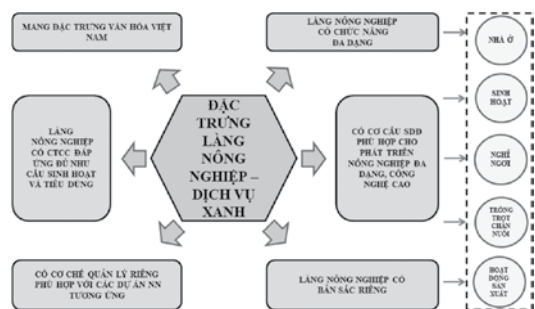 MANG ĐẶC TRƯNG VĂN HÓA VIỆT
NAM
LÀNG NÔNG NGHIỆP
CÓ CHỨC NĂNG
ĐA DẠNG
LÀNG
NÔNG NGHIỆP
CÓ CTCC ĐÁP
ỨNG ĐỦ NHU
CẦU SINH HOẠT
VÀ TIÊU DÙNG
ĐẶC
TRƯNG
LÀNG
NÔNG
NGHIỆP –
DỊCH VỤ
XANH
CÓ CƠ CẤU SDĐ
PHÙ HỢP CHO
PHÁT TRIỂN
NÔNG NGHIỆP ĐA
DẠNG, CÔNG
NGHỆ CAO
CÓ CƠ CHẾ QUẢN LÝ RIÊNG
PHÙ HỢP VỚI CÁC DỰ ÁN NN
TƯƠNG ỨNG
LÀNG NÔNG NGHIỆP CÓ
BẢN SẮC RIÊNG
NHÀ Ở
SINH
HOẠT
NGHỈ
NGƠI
TRỒNG
TRỌT
CHĂN
NUÔI
HOẠT
ĐỘNG
SẢN
XUẤT